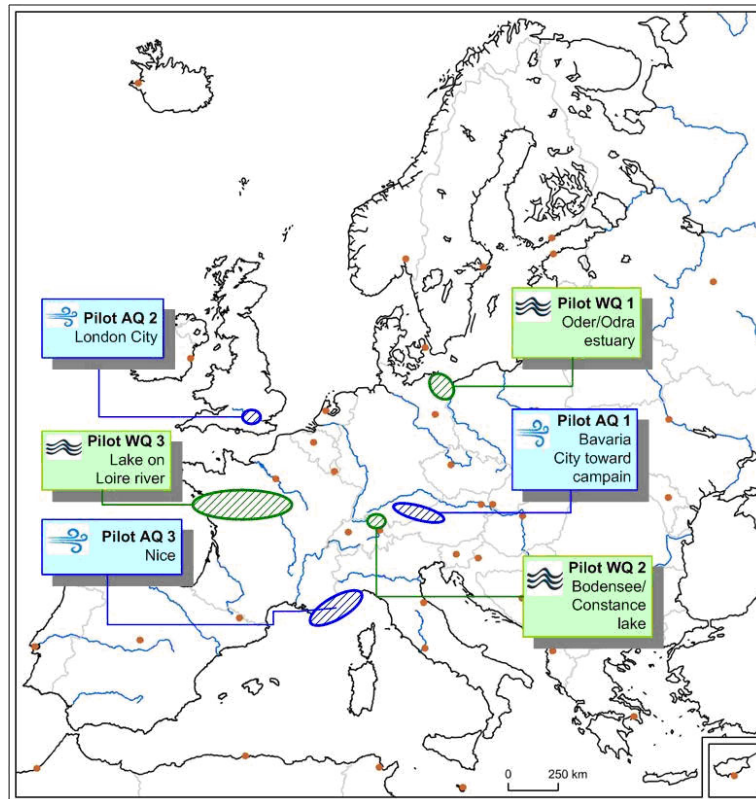 Pilot WQ 1
Oder/Odra
estuary
Pilot AQ 2
London City
Pilot AQ 1
Bavaria
City toward
campain
Pilot WQ 3
Lake on
Loire river
Pilot AQ 3
Nice
Pilot WQ 2
Bodensee/
Constance
lake
0 250 km